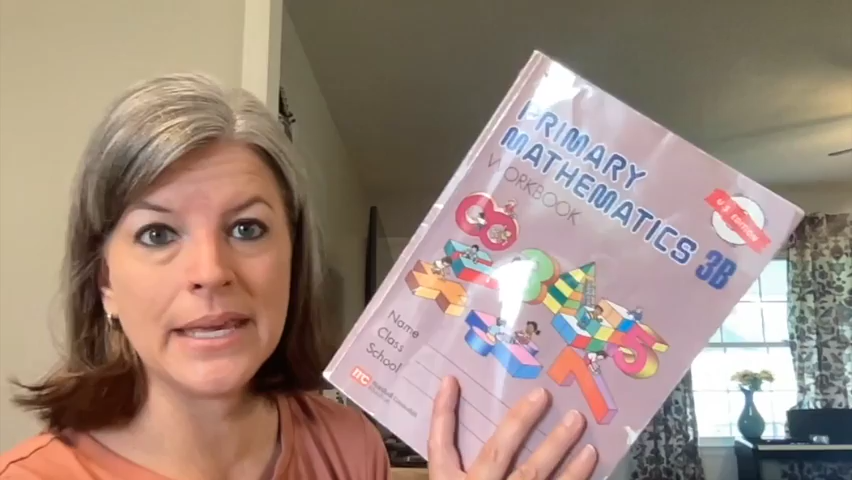 PRIMARY
MATHEMATICS 3B
WORKBOOK
U.S. EDITION
Name
Class
School